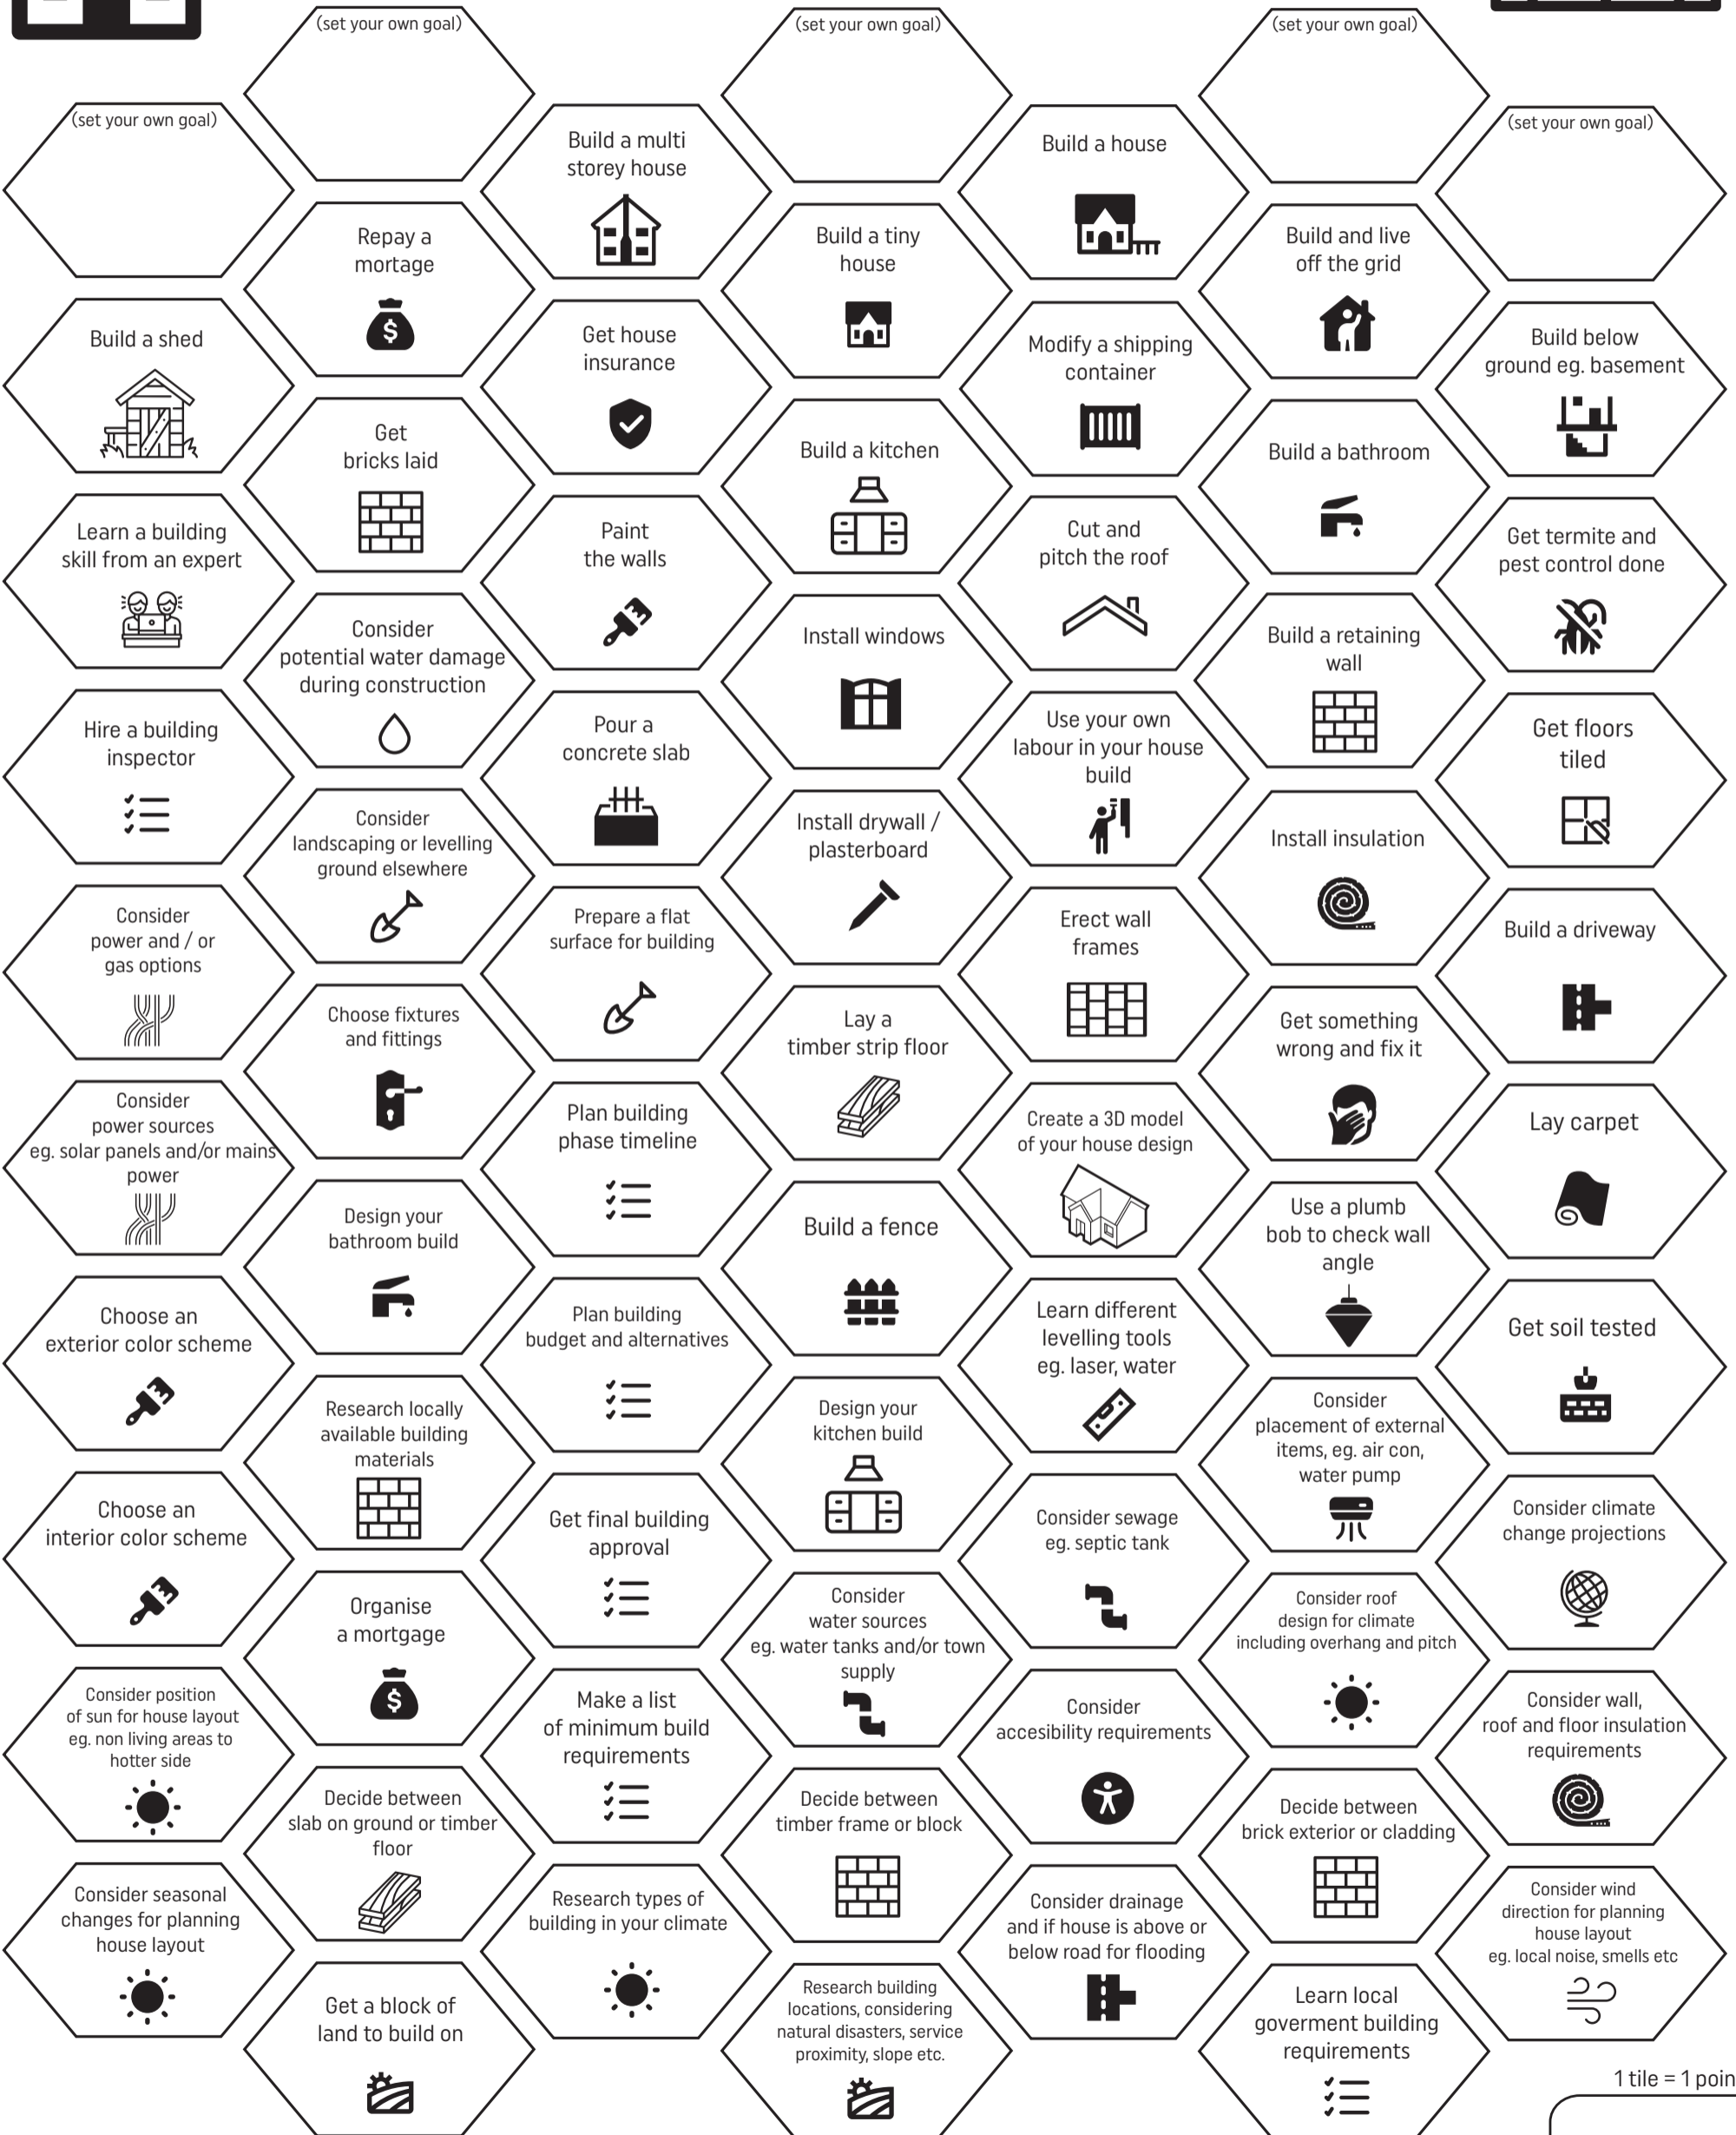 (set your own goal)
(set your own goal)
(set your own goal)
(set your own goal)
Build a multi
storey house
Build a house
(set your own goal)
Repay a
mortage
Build a tiny
house
Build and live
off the grid
Build a shed
Get house
insurance
Modify a shipping
container
Build below
ground eg. basement
Get
bricks laid
Build a kitchen
Build a bathroom
Learn a building
skill from an expert
Paint
the walls
Cut and
pitch the roof
Get termite and
pest control done
Consider
potential water damage
during construction
Install windows
Build a retaining
wall
Hire a building
inspector
Pour a
concrete slab
Use your own
labour in your house
build
Get floors
tiled
Consider
landscaping or levelling
ground elsewhere
Install drywall /
plasterboard
Install insulation
Consider
power and / or
gas options
Prepare a flat
surface for building
Erect wall
frames
Build a driveway
Choose fixtures
and fittings
Lay a
timber strip floor
Get something
wrong and fix it
Consider
power sources
eg. solar panels and/or mains
power
Plan building
phase timeline
Create a 3D model
of your house design
Lay carpet
Design your
bathroom build
Build a fence
Use a plumb
bob to check wall
angle
Choose an
exterior color scheme
Plan building
budget and alternatives
Learn different
levelling tools
eg. laser, water
Get soil tested
Research locally
available building
materials
Design your
kitchen build
Consider
placement of external
items, eg. air con,
water pump
Choose an
interior color scheme
Get final building
approval
Consider sewage
eg. septic tank
Consider climate
change projections
Organise
a mortgage
Consider
water sources
eg. water tanks and/or town
supply
Consider roof
design for climate
including overhang and pitch
Consider position
of sun for house layout
eg. non living areas to
hotter side
Make a list
of minimum build
requirements
Consider
accesibility requirements
Consider wall,
roof and floor insulation
requirements
Decide between
slab on ground or timber
floor
Decide between
timber frame or block
Decide between
brick exterior or cladding
Consider seasonal
changes for planning
house layout
Research types of
building in your climate
Consider drainage
and if house is above or
below road for flooding
Consider wind
direction for planning
house layout
eg. local noise, smells etc
Get a block of
land to build on
Research building
locations, considering
natural disasters, service
proximity, slope etc.
Learn local
goverment building
requirements
1 tile = 1 poin